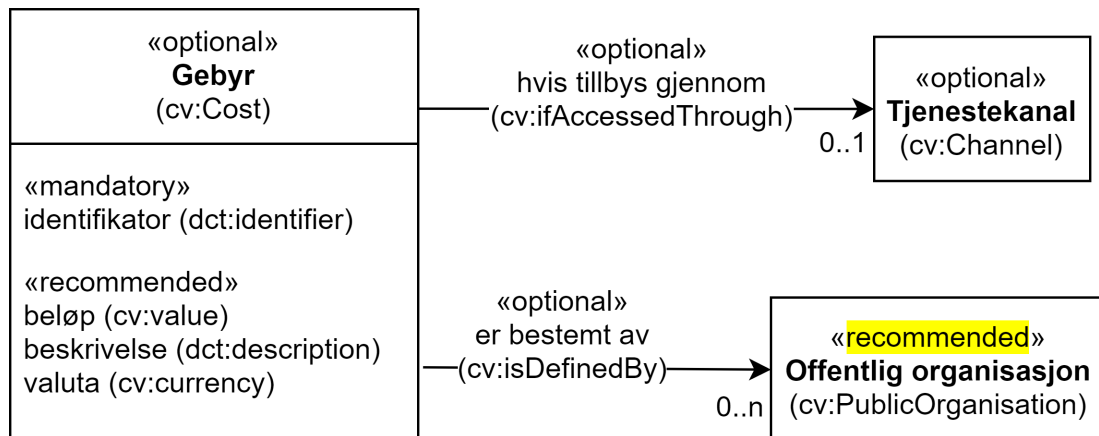 «optional»
Gebyr
(cv:Cost)
«mandatory»
identifikator (dct:identifier)
«recommended»
beløp (cv:value)
beskrivelse (dct:description)
valuta (cv:currency)
«optional»
hvis tillbys gjennom
(cv:ifAccessedThrough)
0..1
«optional»
Tjenestekanal
(cv:Channel)
«optional»
er bestemt av
(cv:isDefinedBy)
0..n
«recommended»
Offentlig organisasjon
(cv:PublicOrganisation)